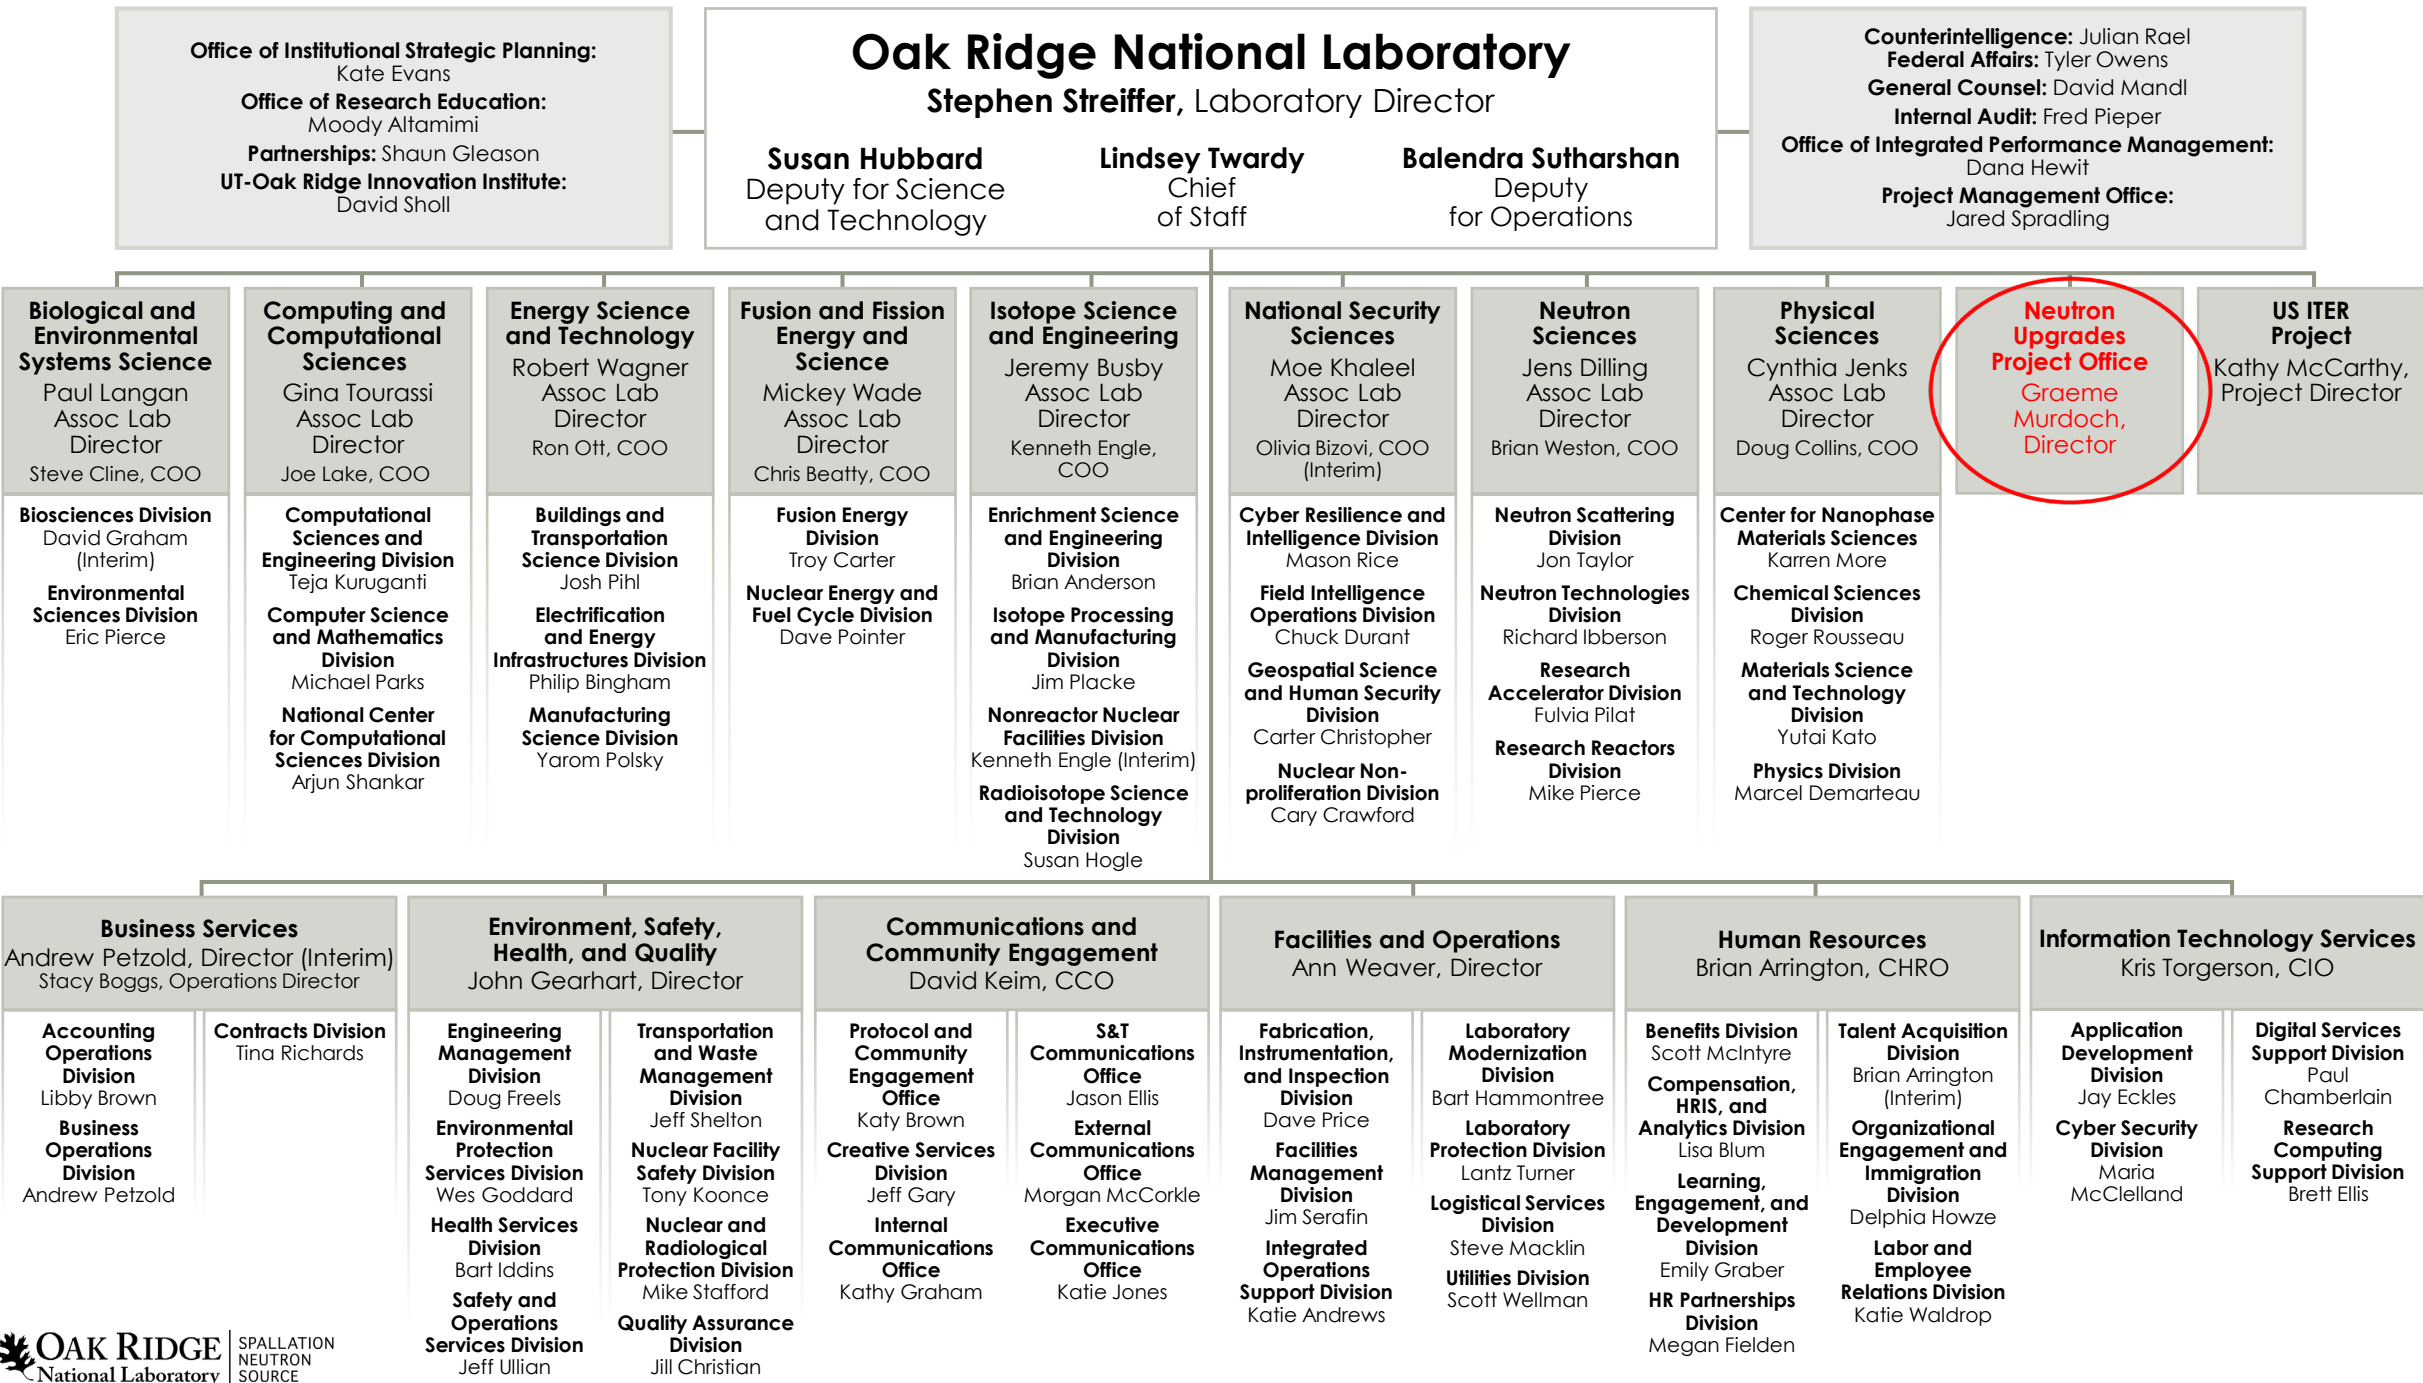 Office of Institutional Strategic Planning:
Kate Evans
Office of Research Education:
Moody Altamimi
Partnerships: Shaun Gleason
UT-Oak Ridge Innovation Institute:
David Sholl
Oak Ridge National Laboratory
Stephen Streiffer, Laboratory Director
Susan Hubbard
Deputy for Science
and Technology
Lindsey Twardy
Chief
of Staff
Balendra Sutharshan
Deputy
for Operations
Counterintelligence: Julian Rael
Federal Affairs: Tyler Owens
General Counsel: David Mandl
Internal Audit: Fred Pieper
Office of Integrated Performance Management:
Dana Hewit
Project Management Office:
Jared Spradling
Biological and
Environmental
Systems Science
Paul Langan
Assoc Lab
Director
Steve Cline, COO
Biosciences Division
David Graham
(Interim)
Environmental
Sciences Division
Eric Pierce
Computing and
Computational
Sciences
Gina Tourassi
Assoc Lab
Director
Joe Lake, COO
Computational
Sciences and
Engineering Division
Teja Kuruganti
Computer Science
and Mathematics
Division
Michael Parks
National Center
for Computational
Sciences Division
Arjun Shankar
Energy Science
and Technology
Robert Wagner
Assoc Lab
Director
Ron Ott, COO
Buildings and
Transportation
Science Division
Josh Pihl
Electrification
and Energy
Infrastructures Division
Philip Bingham
Manufacturing
Science Division
Yarom Polsky
Fusion and Fission
Energy and
Science
Mickey Wade
Assoc Lab
Director
Chris Beatty, COO
Fusion Energy
Division
Troy Carter
Nuclear Energy and
Fuel Cycle Division
Dave Pointer
Isotope Science
and Engineering
Jeremy Busby
Assoc Lab
Director
Kenneth Engle,
COO
Enrichment Science
and Engineering
Division
Brian Anderson
Isotope Processing
and Manufacturing
Division
Jim Placke
Nonreactor Nuclear
Facilities Division
Kenneth Engle (Interim)
Radioisotope Science
and Technology
Division
Susan Hogle
National Security
Sciences
Moe Khaleel
Assoc Lab
Director
Olivia Bizovi, COO
(Interim)
Cyber Resilience and
Intelligence Division
Mason Rice
Field Intelligence
Operations Division
Chuck Durant
Geospatial Science
and Human Security
Division
Carter Christopher
Nuclear Non-
proliferation Division
Cary Crawford
Neutron
Sciences
Jens Dilling
Assoc Lab
Director
Brian Weston, COO
Neutron Scattering
Division
Jon Taylor
Neutron Technologies
Division
Richard Ibberson
Research
Accelerator Division
Fulvia Pilat
Research Reactors
Division
Mike Pierce
Physical
Sciences
Cynthia Jenks
Assoc Lab
Director
Doug Collins, COO
Center for Nanophase
Materials Sciences
Karren More
Chemical Sciences
Division
Roger Rousseau
Materials Science
and Technology
Division
Yutai Kato
Physics Division
Marcel Demarteau
Neutron
Upgrades
Project Office
Graeme
Murdoch,
Director
US ITER
Project
Kathy McCarthy,
Project Director
Business Services
Andrew Petzold, Director (Interim)
Stacy Boggs, Operations Director
Accounting
Operations
Division
Libby Brown
Business
Operations
Division
Andrew Petzold
Contracts Division
Tina Richards
Environment, Safety,
Health, and Quality
John Gearhart, Director
Engineering
Management
Division
Doug Freels
Environmental
Protection
Services Division
Wes Goddard
Health Services
Division
Bart Iddins
Safety and
Operations
Services Division
Jeff Ullian
Transportation
and Waste
Management
Division
Jeff Shelton
Nuclear Facility
Safety Division
Tony Koonce
Nuclear and
Radiological
Protection Division
Mike Stafford
Quality Assurance
Division
Jill Christian
Communications and
Community Engagement
David Keim, CCO
Protocol and
Community
Engagement
Office
Katy Brown
Creative Services
Division
Jeff Gary
Internal
Communications
Office
Kathy Graham
S&T
Communications
Office
Jason Ellis
External
Communications
Office
Morgan McCorkle
Executive
Communications
Office
Katie Jones
Facilities and Operations
Ann Weaver, Director
Fabrication,
Instrumentation,
and Inspection
Division
Dave Price
Facilities
Management
Division
Jim Serafin
Integrated
Operations
Support Division
Katie Andrews
Laboratory
Modernization
Division
Bart Hammontree
Laboratory
Protection Division
Lantz Turner
Logistical Services
Division
Steve Macklin
Utilities Division
Scott Wellman
Human Resources
Brian Arrington, CHRO
Benefits Division
Scott McIntyre
Compensation,
HRIS, and
Analytics Division
Lisa Blum
Learning,
Engagement, and
Development
Division
Emily Graber
HR Partnerships
Division
Megan Fielden
Talent Acquisition
Division
Brian Arrington
(Interim)
Organizational
Engagement and
Immigration
Division
Delphia Howze
Labor and
Employee
Relations Division
Katie Waldrop
Information Technology Services
Kris Torgerson, CIO
Application
Development
Division
Jay Eckles
Cyber Security
Division
Maria
McClelland
Digital Services
Support Division
Paul
Chamberlain
Research
Computing
Support Division
Brett Ellis
OAK RIDGE
National Laboratory
SPALLATION
NEUTRON
SOURCE